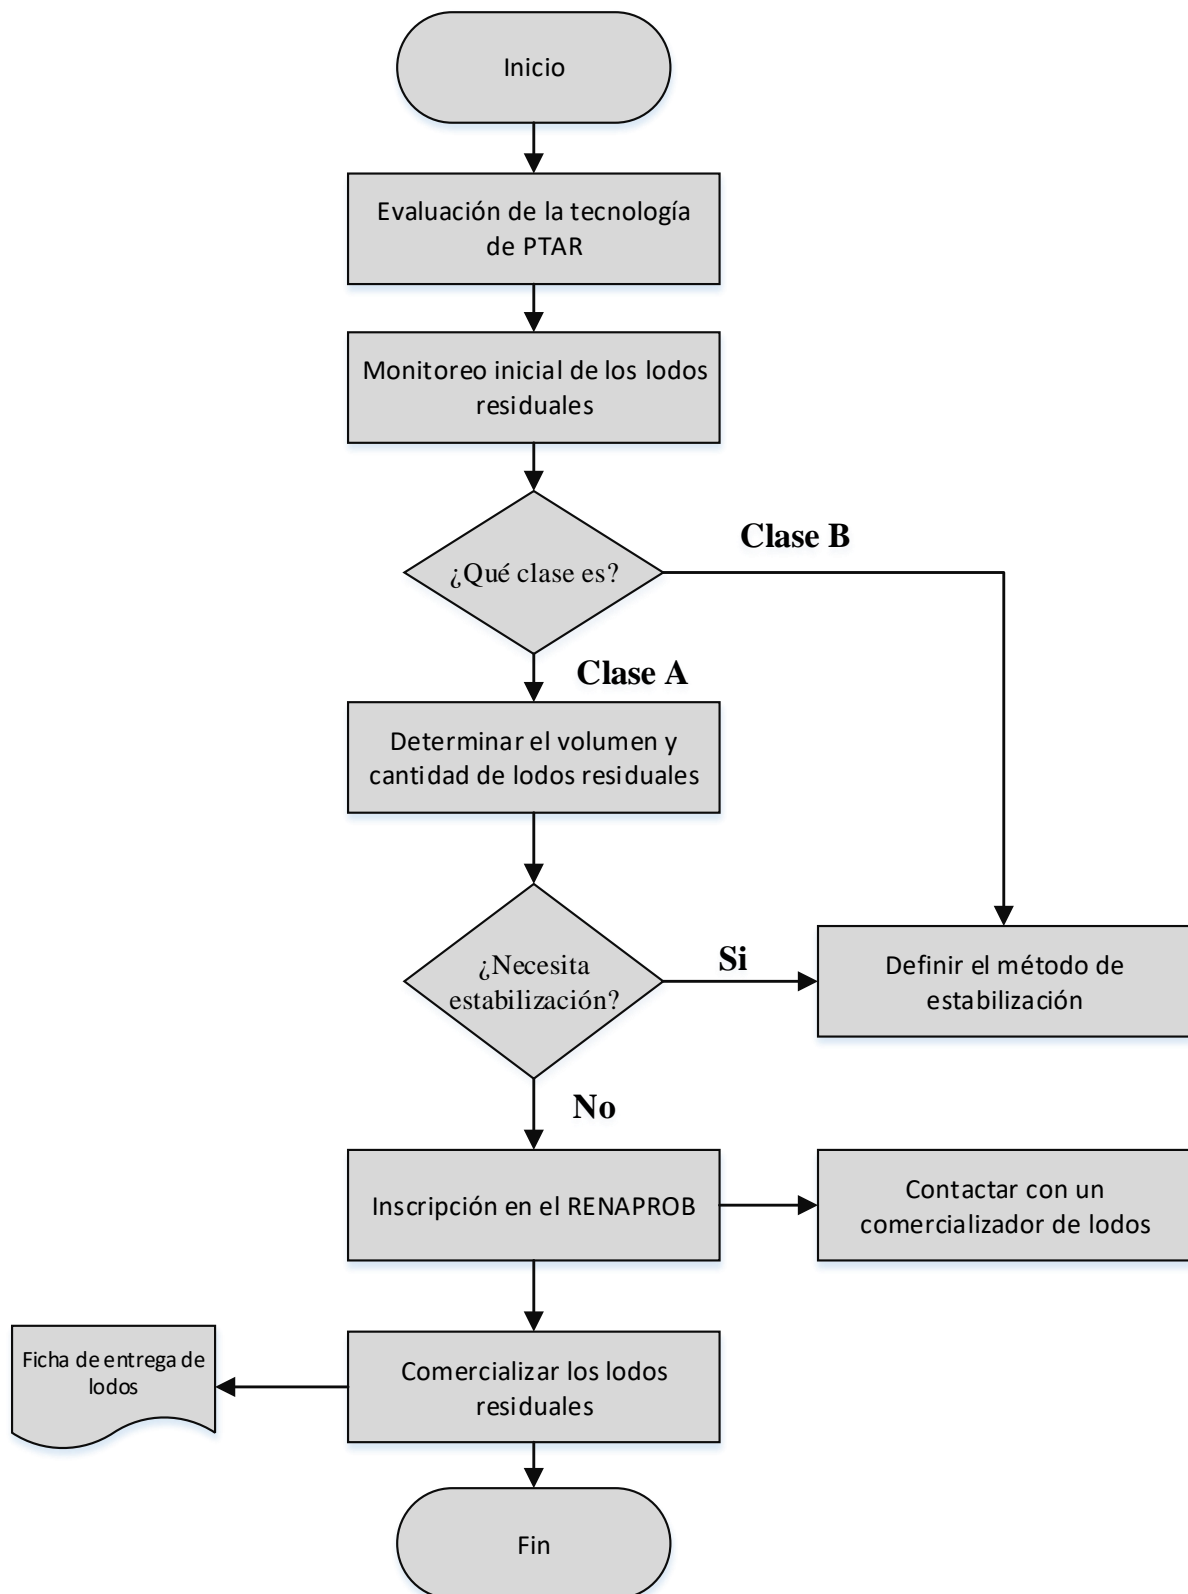 Inicio
Evaluación de la tecnología
de PTAR
Monitoreo inicial de los lodos
residuales
¿Qué clase es?
Clase B
Clase A
Determinar el volumen y
cantidad de lodos residuales
¿Necesita
estabilización?
Si
Definir el método de
estabilización
No
Inscripción en el RENAPROB
Contactar con un
comercializador de lodos
Ficha de entrega de
lodos
Comercializar los lodos
residuales
Fin